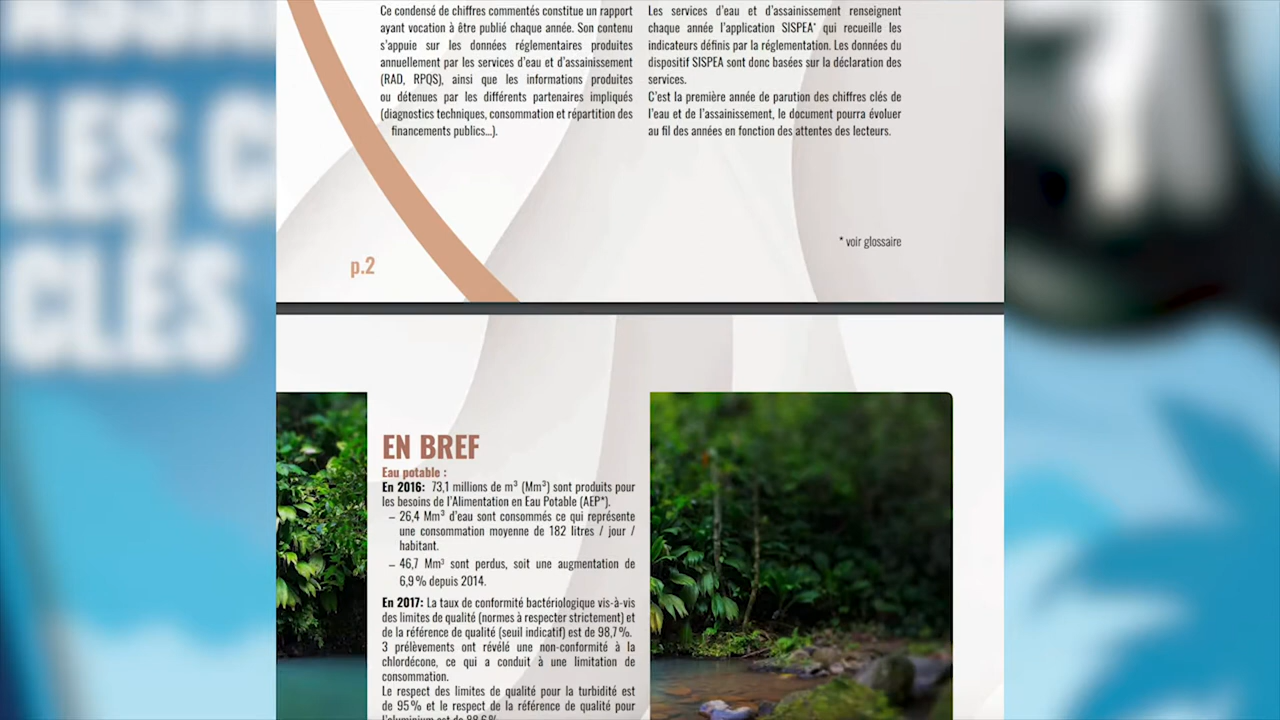 LES C
CLÉS
Ce condensé de chiffres commentés constitue un rapport
ayant vocation à être publié chaque année. Son contenu
s'appuie sur les données réglementaires produites
annuellement par les services d'eau et d'assainissement
(RAD, RPQS), ainsi que les informations produites
ou détenues par les différents partenaires impliqués
(diagnostics techniques, consommation et répartition des
financements publics...).
p.2
Les services d'eau et d'assainissement renseignent
chaque année l'application SISPEA* qui recueille les
indicateurs définis par la réglementation. Les données du
dispositif SISPEA sont donc basées sur la déclaration des
services.
C'est la première année de parution des chiffres clés de
l'eau et de l'assainissement, le document pourra évoluer
au fil des années en fonction des attentes des lecteurs.
* voir glossaire
EN BREF
Eau potable :
En 2016: 73,1 millions de m³ (Mm³) sont produits pour
les besoins de l'Alimentation en Eau Potable (AEP*).
– 26,4 Mm³ d'eau sont consommés ce qui représente
une consommation moyenne de 182 litres / jour /
habitant.
– 46,7 Mm³ sont perdus, soit une augmentation de
6,9 % depuis 2014.
En 2017: La taux de conformité bactériologique vis-à-vis
des limites de qualité (normes à respecter strictement) et
de la référence de qualité (seuil indicatif) est de 98,7 %.
3 prélèvements ont révélé une non-conformité à la
chlordécone, ce qui a conduit à une limitation de
consommation.
Le respect des limites de qualité pour la turbidité est
de 95 % et le respect de la référence de qualité pour
l'aluminium est de